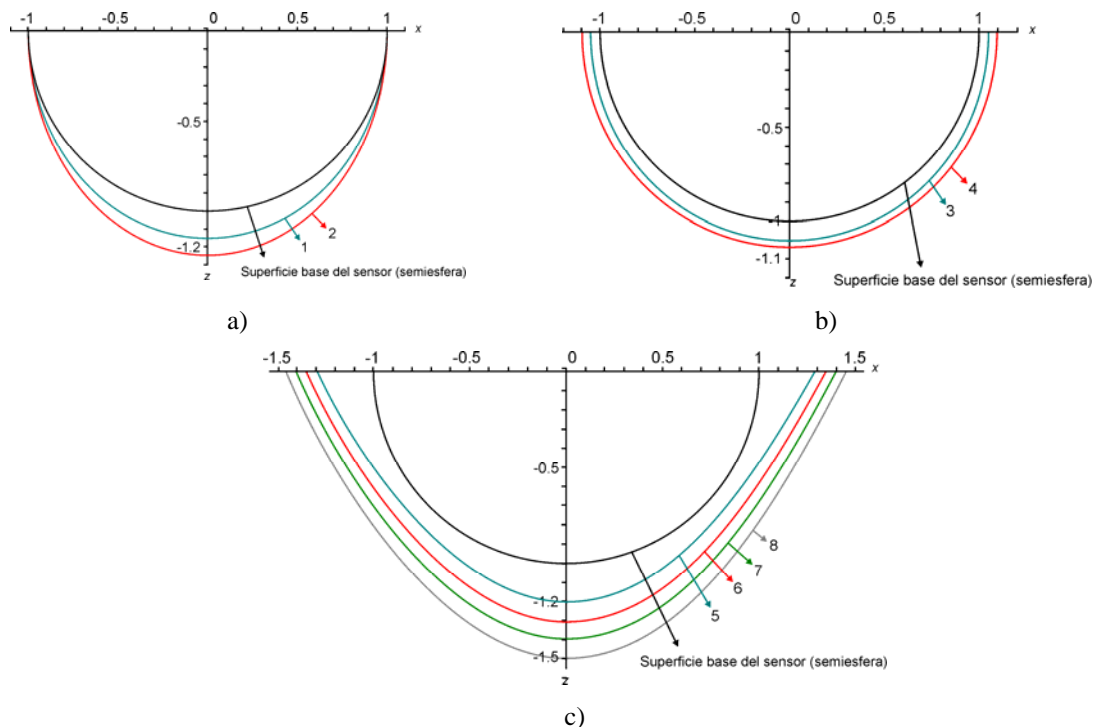 -1 -0.5 0 0.5 1 x
-0.5
1 2
-1.2
z
Superficie base del sensor (semiesfera)
a)
-1 -0.5 0 0.5 1 x
-0.5
4
3
-1
-1.1
z
Superficie base del sensor (semiesfera)
b)
-1.5 -1 -0.5 0 0.5 1 1.5 x
-0.5
8
7
6
5
-1.2
-1.5
z
Superficie base del sensor (semiesfera)
c)